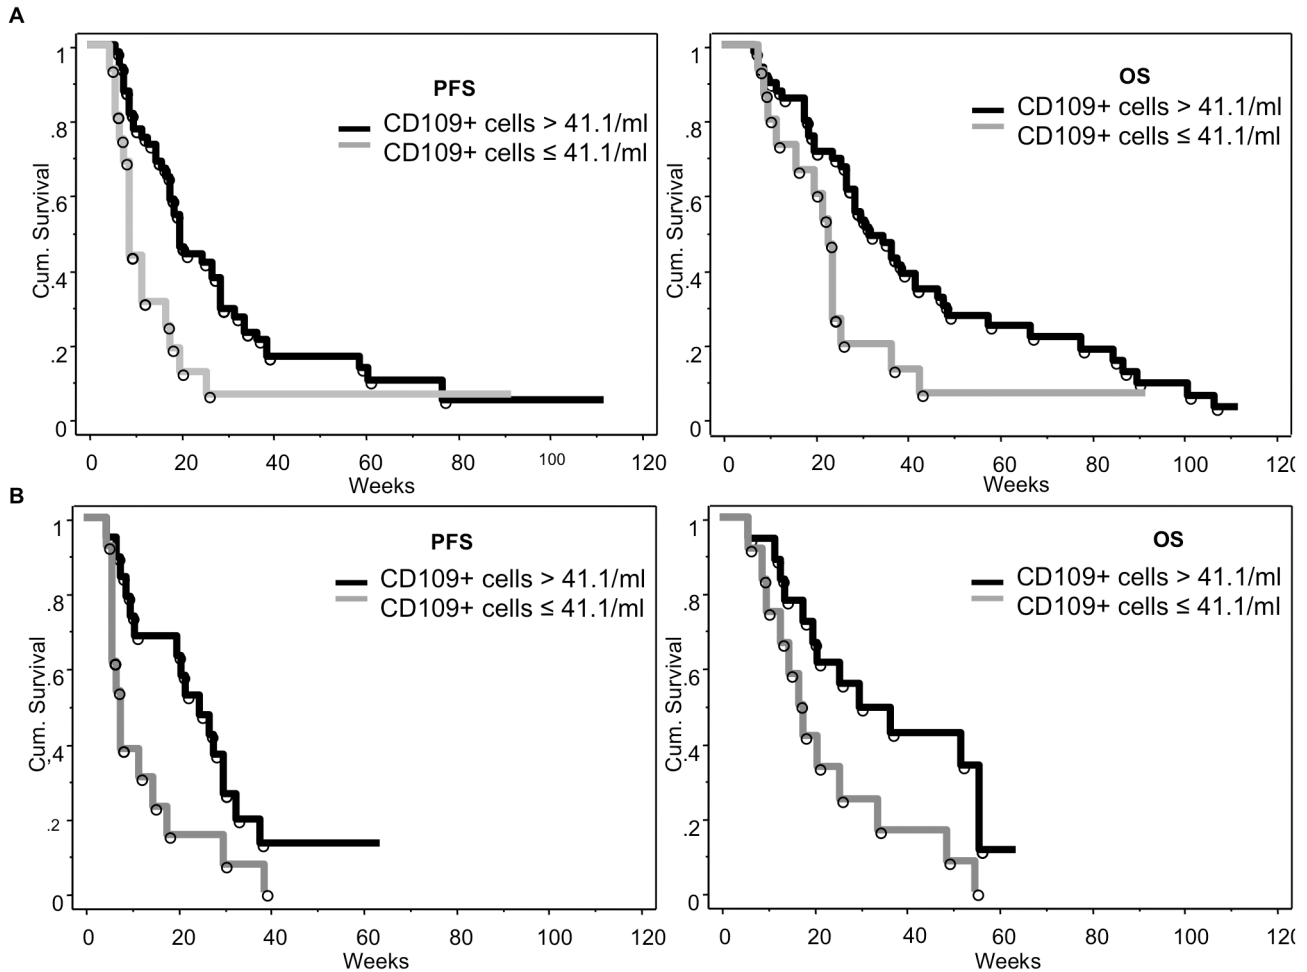 A
PFS
CD109+ cells > 41.1/ml
CD109+ cells ≤ 41.1/ml
Cum. Survival
1
.8
.6
.4
.2
0
0 20 40 60 80 100 120
Weeks
OS
CD109+ cells > 41.1/ml
CD109+ cells ≤ 41.1/ml
Cum. Survival
1
.8
.6
.4
.2
0
0 20 40 60 80 100 120
Weeks
B
PFS
CD109+ cells > 41.1/ml
CD109+ cells ≤ 41.1/ml
Cum. Survival
1
.8
.6
.4
.2
0
0 20 40 60 80 100 120
Weeks
OS
CD109+ cells > 41.1/ml
CD109+ cells ≤ 41.1/ml
Cum. Survival
1
.8
.6
.4
.2
0
0 20 40 60 80 100 120
Weeks